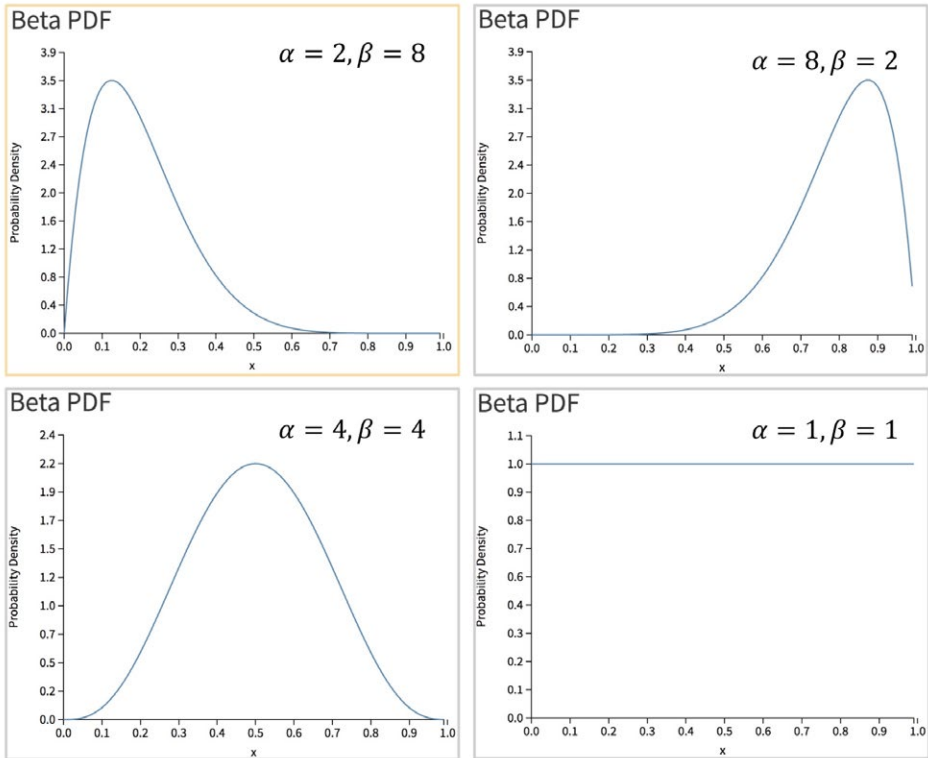 Beta PDF
α = 2, β = 8
3.9
3.5
3.1
2.7
2.4
2.0
1.6
1.2
0.8
0.4
0.0
Probability Density
0.0 0.1 0.2 0.3 0.4 0.5 0.6 0.7 0.8 0.9 1.0
x
Beta PDF
α = 8, β = 2
3.9
3.5
3.1
2.7
2.4
2.0
1.6
1.2
0.8
0.4
0.0
Probability Density
0.0 0.1 0.2 0.3 0.4 0.5 0.6 0.7 0.8 0.9 1.0
x
Beta PDF
α = 4, β = 4
2.4
2.2
1.9
1.7
1.5
1.2
1.0
0.7
0.5
0.2
0.0
Probability Density
0.0 0.1 0.2 0.3 0.4 0.5 0.6 0.7 0.8 0.9 1.0
x
Beta PDF
α = 1, β = 1
1.1
1.0
0.9
0.8
0.7
0.6
0.4
0.3
0.2
0.1
0.0
Probability Density
0.0 0.1 0.2 0.3 0.4 0.5 0.6 0.7 0.8 0.9 1.0
x